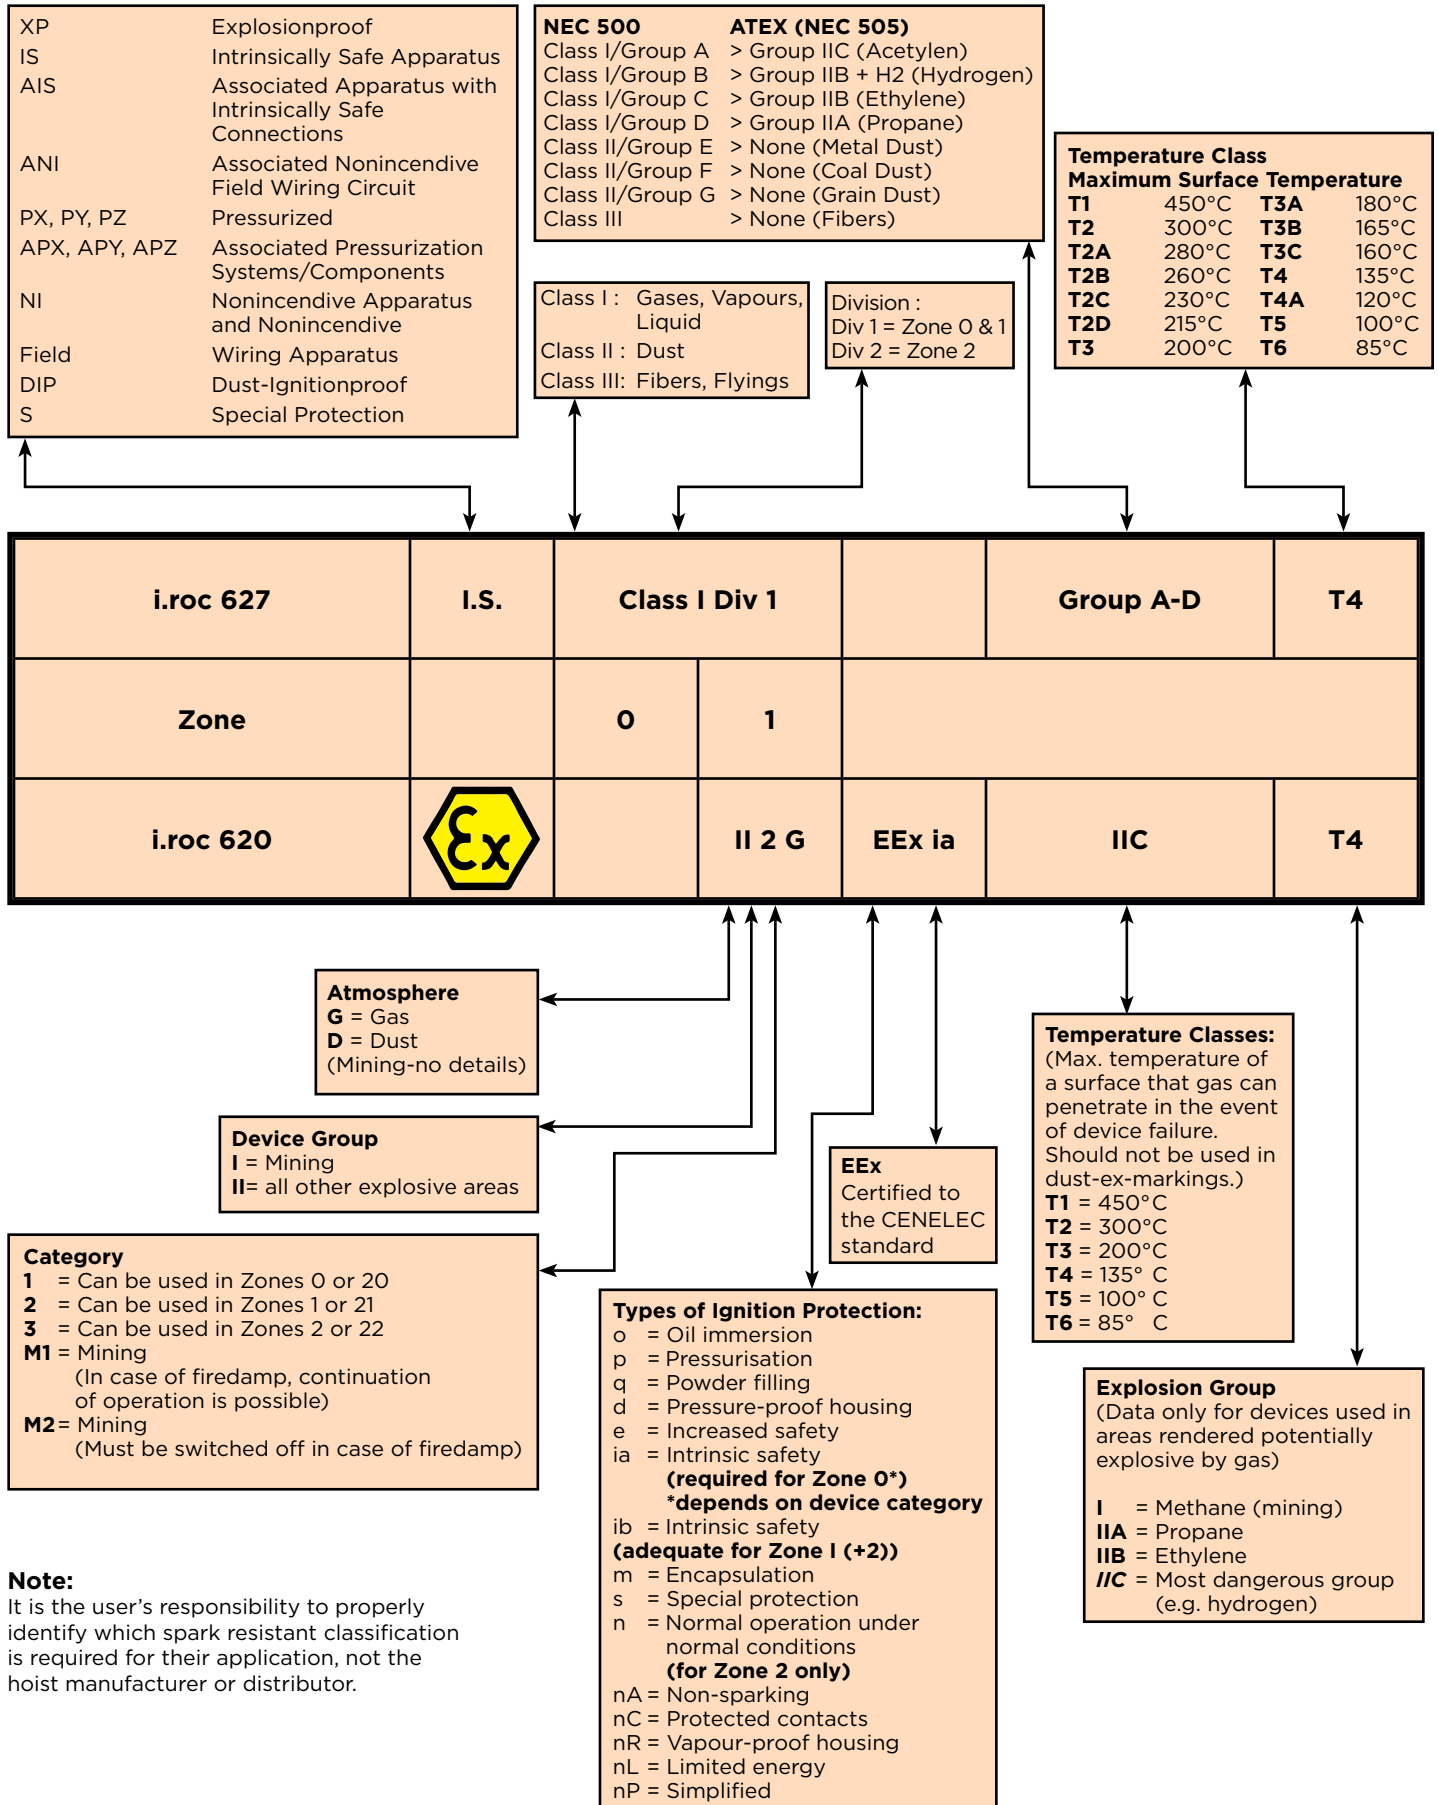 XP Explosionproof
IS Intrinsically Safe Apparatus
AIS Associated Apparatus with
Intrinsically Safe
Connections
ANI Associated Nonincendive
Field Wiring Circuit
PX, PY, PZ Pressurized
APX, APY, APZ Associated Pressurization
Systems/Components
NI Nonincendive Apparatus
and Nonincendive
Field Wiring Apparatus
DIP Dust-Ignitionproof
S Special Protection
NEC 500 ATEX (NEC 505)
Class I/Group A > Group IIC (Acetylen)
Class I/Group B > Group IIB + H2 (Hydrogen)
Class I/Group C > Group IIB (Ethylene)
Class I/Group D > Group IIA (Propane)
Class II/Group E > None (Metal Dust)
Class II/Group F > None (Coal Dust)
Class II/Group G > None (Grain Dust)
Class III > None (Fibers)
Class I : Gases, Vapours,
Liquid
Class II : Dust
Class III: Fibers, Flyings
Division :
Div 1 = Zone 0 & 1
Div 2 = Zone 2
Temperature Class
Maximum Surface Temperature
T1 450°C T3A 180°C
T2 300°C T3B 165°C
T2A 280°C T3C 160°C
T2B 260°C T4 135°C
T2C 230°C T4A 120°C
T2D 215°C T5 100°C
T3 200°C T6 85°C
i.roc 627 I.S. Class I Div 1 Group A-D T4
Zone 0 1
i.roc 620 Ex II 2 G EEx ia IIC T4
Atmosphere
G = Gas
D = Dust
(Mining-no details)
Device Group
I = Mining
II= all other explosive areas
Category
1 = Can be used in Zones 0 or 20
2 = Can be used in Zones 1 or 21
3 = Can be used in Zones 2 or 22
M1 = Mining
(In case of firedamp, continuation
of operation is possible)
M2= Mining
(Must be switched off in case of firedamp)
Note:
It is the user's responsibility to properly
identify which spark resistant classification
is required for their application, not the
hoist manufacturer or distributor.
EEx
Certified to
the CENELEC
standard
Types of Ignition Protection:
o = Oil immersion
p = Pressurisation
q = Powder filling
d = Pressure-proof housing
e = Increased safety
ia = Intrinsic safety
(required for Zone 0*)
*depends on device category
ib = Intrinsic safety
(adequate for Zone I (+2))
m = Encapsulation
s = Special protection
n = Normal operation under
normal conditions
(for Zone 2 only)
nA = Non-sparking
nC = Protected contacts
nR = Vapour-proof housing
nL = Limited energy
nP = Simplified
Temperature Classes:
(Max. temperature of
a surface that gas can
penetrate in the event
of device failure.
Should not be used in
dust-ex-markings.)
T1 = 450°C
T2 = 300°C
T3 = 200°C
T4 = 135° C
T5 = 100° C
T6 = 85° C
Explosion Group
(Data only for devices used in
areas rendered potentially
explosive by gas)
I = Methane (mining)
IIA = Propane
IIB = Ethylene
IIC = Most dangerous group
(e.g. hydrogen)